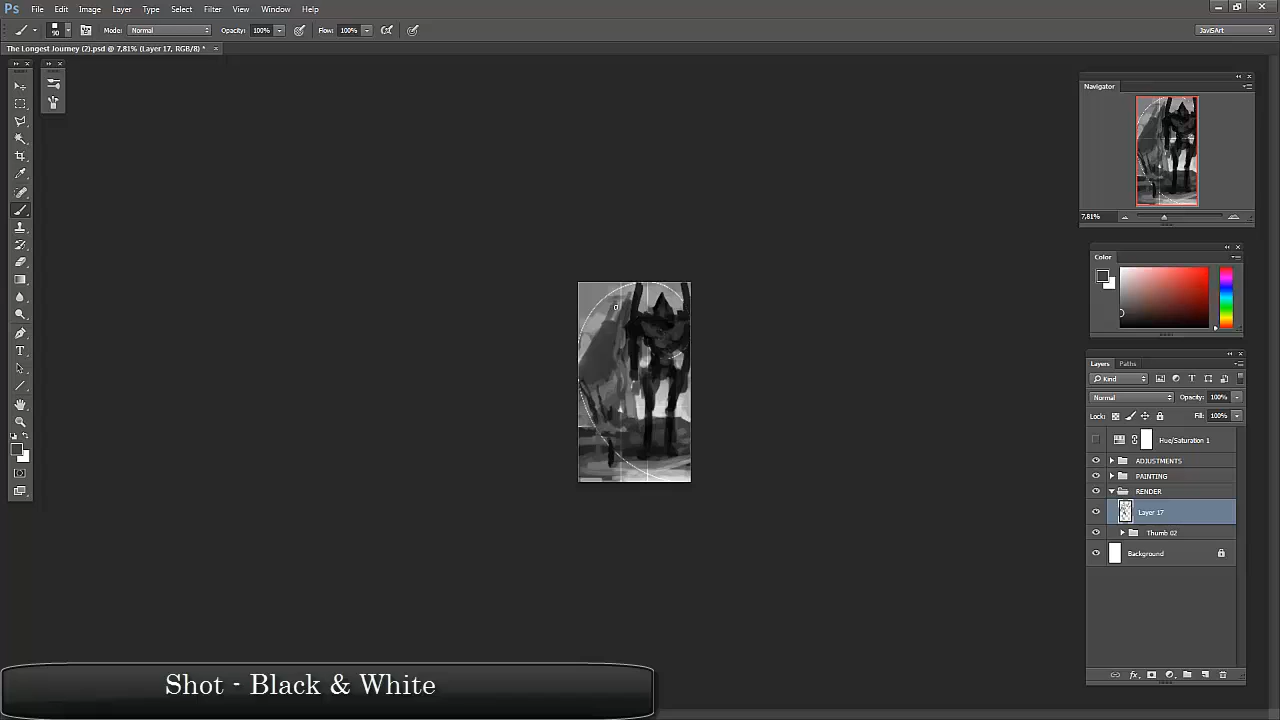 Ps File Edit Image Layer Type Select Filter View Window Help
90 Mode: Normal Opacity: 100% Flow: 100% JaviSArt
The Longest Journey (2).psd @ 7,81% (Layer 17, RGB/8) *
Navigator
7,81%
Color
Layers Paths
Kind
Normal Opacity: 100%
Lock: Fill: 100%
Hue/Saturation 1
ADJUSTMENTS
PAINTING
RENDER
Layer 17
Thumb 02
Background
Shot - Black & White